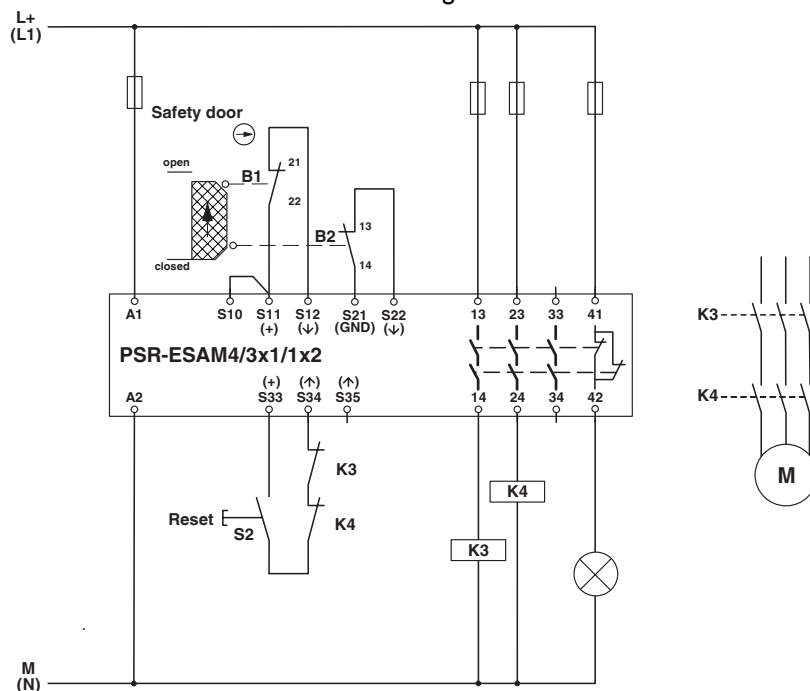 L+
(L1)
Safety door
open
B1
21
22
B2
13
14
closed
A1
S10
S11
(+)
S12
(↓)
S21
(GND)
S22
(↓)
13
23
33
41
PSR-ESAM4/3x1/1x2
A2
(+)
S33
(↑)
S34
(↑)
S35
14
24
34
42
K3
K4
M
K3
K4
Reset
S2
K4
K3
M
(N)